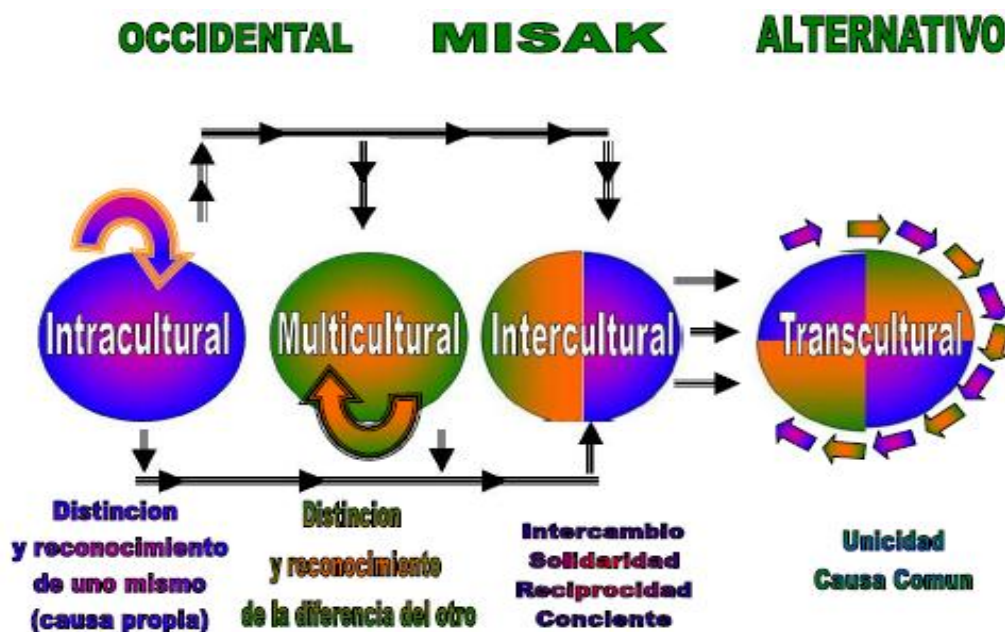 OCCIDENTAL MISAK ALTERNATIVO
Intracultural Multicultural Intercultural Transcultural
Distincion
y reconocimiento
de uno mismo
(causa propia)
Distincion
y reconocimiento
de la diferencia del otro
Intercambio
Solidaridad
Reciprocidad
Conciente
Unicidad
Causa Comun